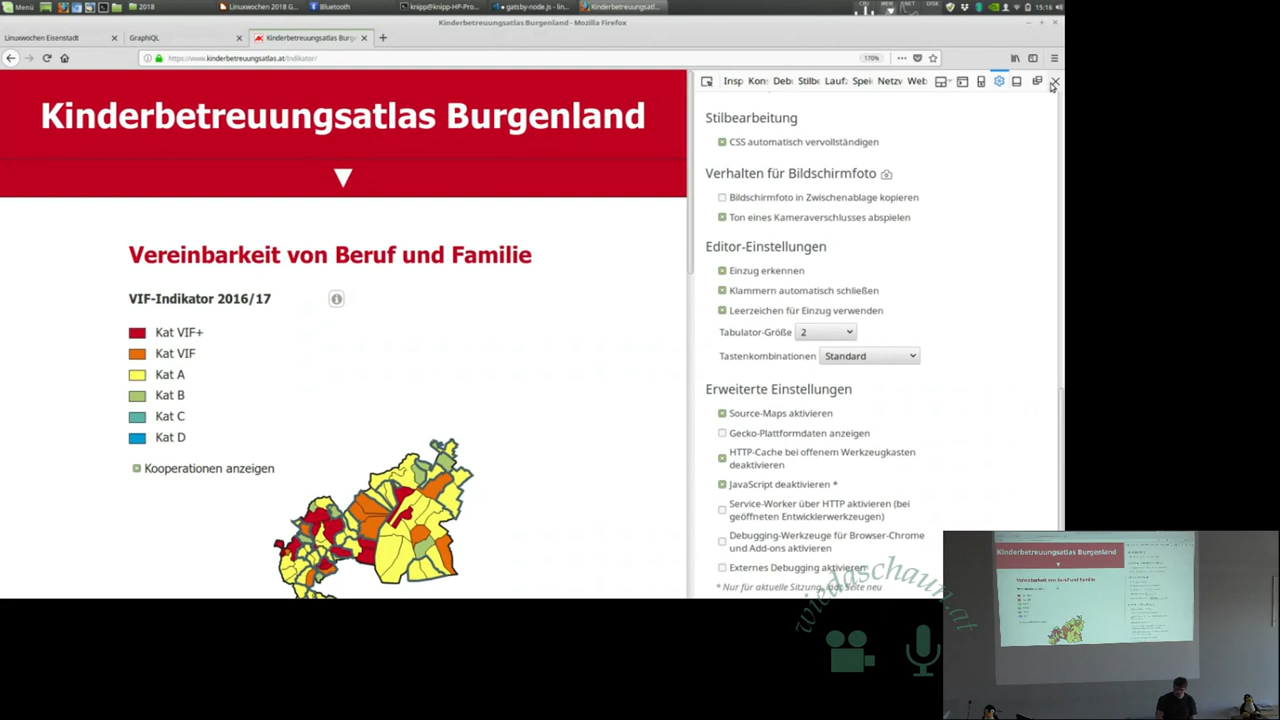 Menü
2018
Linuxwochen 2018 G...
Bluetooth
knipp@knipp-HP-Pro...
gatsby-node.js - lin...
Kinderbetreuungsatl...
15:16
Kinderbetreuungsatlas Burgenland - Mozilla Firefox
Linuxwochen Eisenstadt
GraphiQL
Kinderbetreuungsatlas Burg
https://www.kinderbetreuungsatlas.at/Indikator/
170%
Insp Kon Deb Stilb Lauf Spei Netzv Web
Kinderbetreuungsatlas Burgenland
Vereinbarkeit von Beruf und Familie
VIF-Indikator 2016/17
Kat VIF+
Kat VIF
Kat A
Kat B
Kat C
Kat D
Kooperationen anzeigen
Stilbearbeitung
CSS automatisch vervollständigen
Verhalten für Bildschirmfoto
Bildschirmfoto in Zwischenablage kopieren
Ton eines Kameraverschlusses abspielen
Editor-Einstellungen
Einzug erkennen
Klammern automatisch schließen
Leerzeichen für Einzug verwenden
Tabulator-Größe 2
Tastenkombinationen Standard
Erweiterte Einstellungen
Source-Maps aktivieren
Gecko-Plattformdaten anzeigen
HTTP-Cache bei offenem Werkzeugkasten
deaktivieren
JavaScript deaktivieren *
Service-Worker über HTTP aktivieren (bei
geöffneten Entwicklerwerkzeugen)
Debugging-Werkzeuge für Browser-Chrome
und Add-ons aktivieren
Externes Debugging aktivieren
* Nur für aktuelle Sitzung, lädt Seite neu
wiedaschaun.at
Kinderbetreuungsatlas Burgenland
Vereinbarkeit von Beruf und Familie